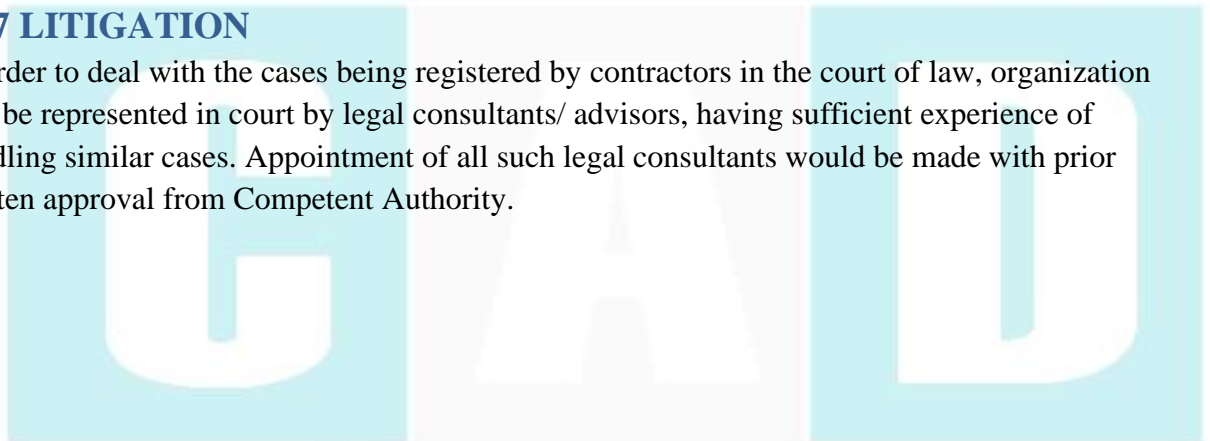 7 LITIGATION
rder to deal with the cases being registered by contractors in the court of law, organization
be represented in court by legal consultants/ advisors, having sufficient experience of
dling similar cases. Appointment of all such legal consultants would be made with prior
ten approval from Competent Authority.
CAD